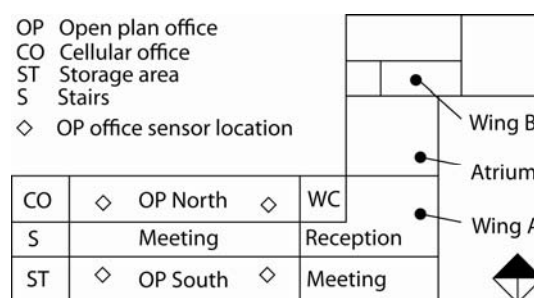 OP Open plan office
CO Cellular office
ST Storage area
S Stairs
◇ OP office sensor location
Wing B
Atrium
Wing A
CO ◇ OP North ◇ WC
S Meeting Reception
ST ◇ OP South ◇ Meeting